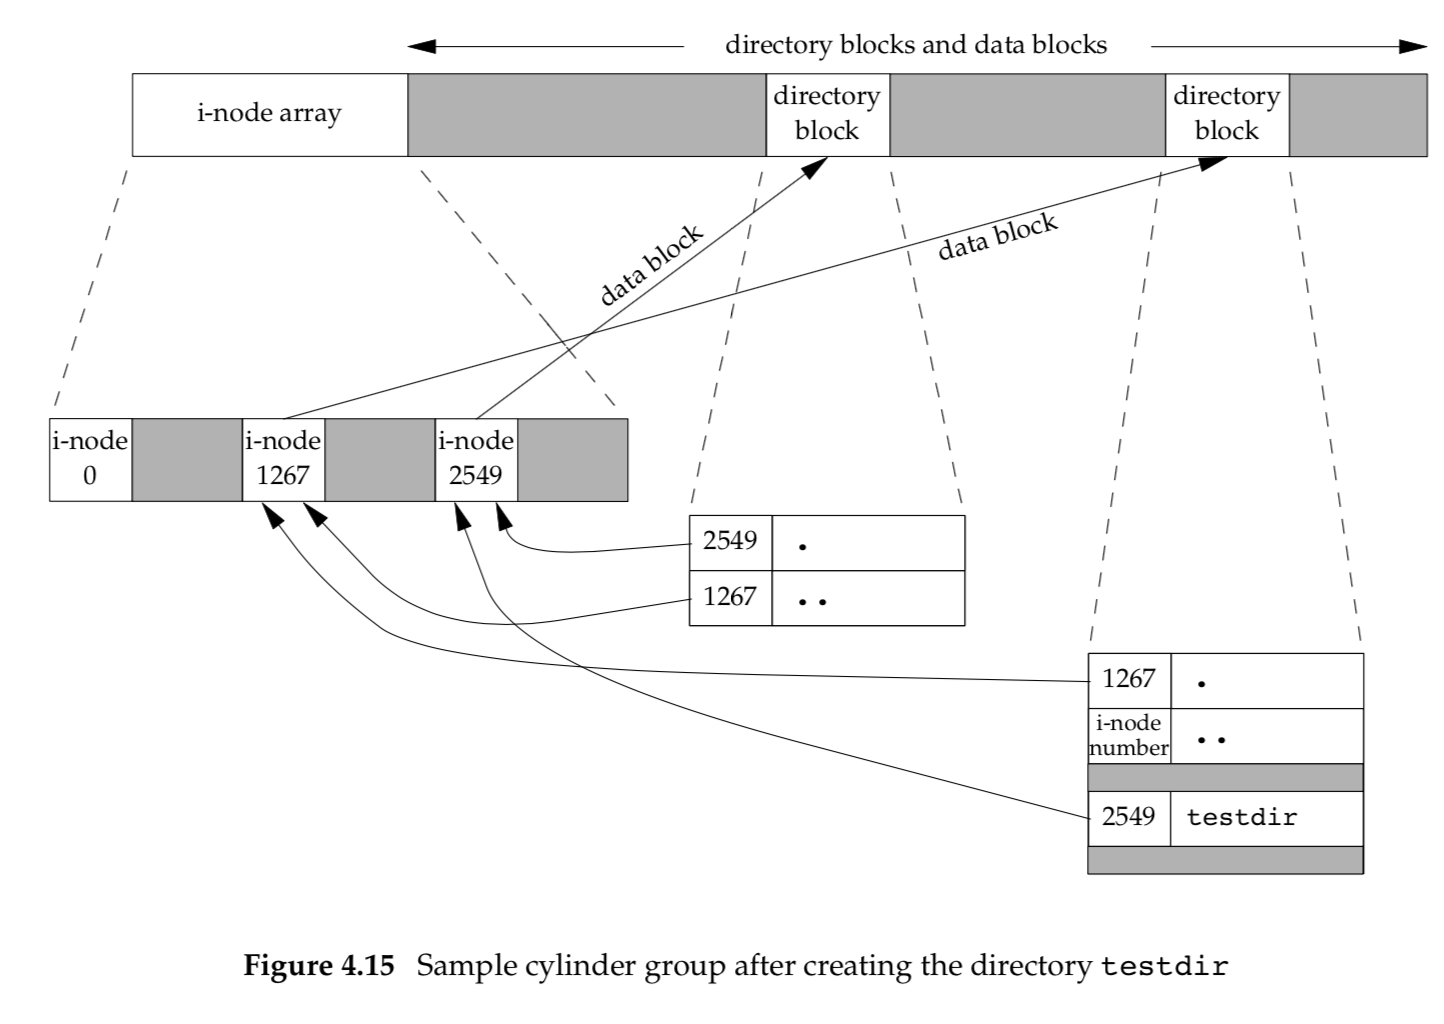 directory blocks and data blocks
i-node array
directory
block
directory
block
data block
data block
i-node
0
i-node
1267
i-node
2549
2549 .
1267 ..
1267 .
i-node
number ..
2549 testdir
Figure 4.15 Sample cylinder group after creating the directory testdir